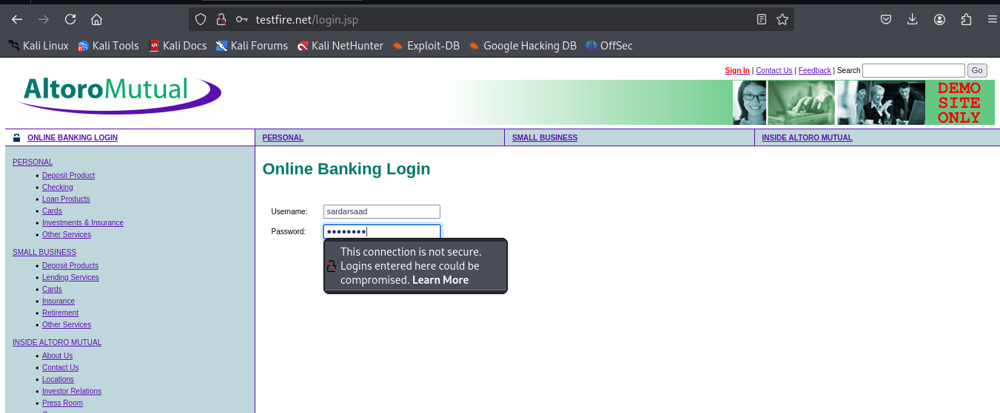 testfire.net/login.jsp
Kali Linux Kali Tools Kali Docs Kali Forums Kali NetHunter Exploit-DB Google Hacking DB OffSec
Sign In | Contact Us | Feedback | Search Go
AltoroMutual
DEMO
SITE
ONLY
ONLINE BANKING LOGIN PERSONAL SMALL BUSINESS INSIDE ALTORO MUTUAL
PERSONAL
Deposit Product
Checking
Loan Products
Cards
Investments & Insurance
Other Services
SMALL BUSINESS
Deposit Products
Lending Services
Cards
Insurance
Retirement
Other Services
INSIDE ALTORO MUTUAL
About Us
Contact Us
Locations
Investor Relations
Press Room
Online Banking Login
Username: sardarsaad
Password: ●●●●●●●●
This connection is not secure.
Logins entered here could be
compromised. Learn More